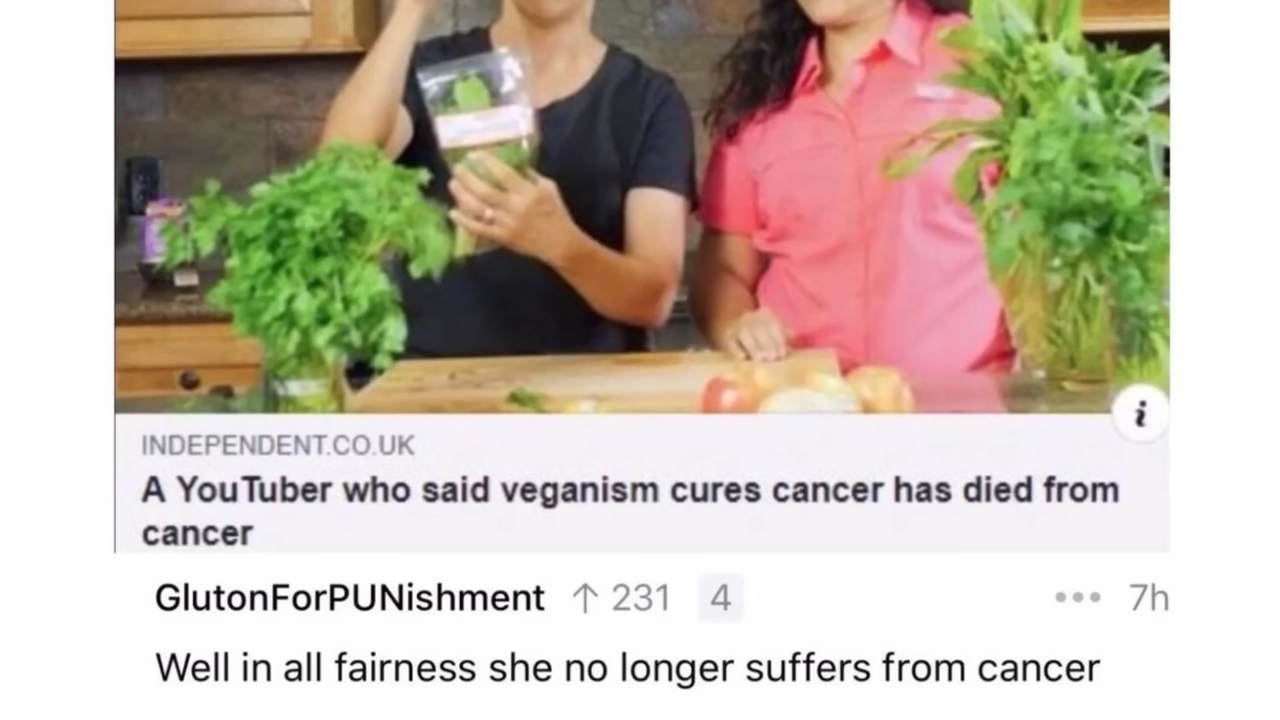 INDEPENDENT.CO.UK
A YouTuber who said veganism cures cancer has died from
cancer
GlutonForPUNishment ↑ 231 4 ••• 7h
Well in all fairness she no longer suffers from cancer